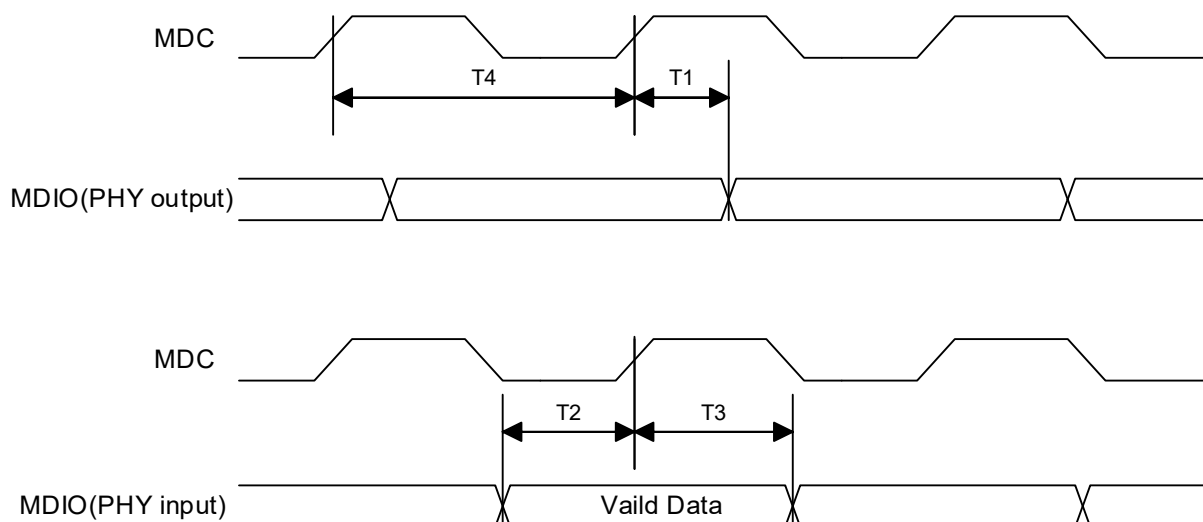 MDC
T4
T1
MDIO(PHY output)
MDC
T2
T3
MDIO(PHY input)
Vaild Data